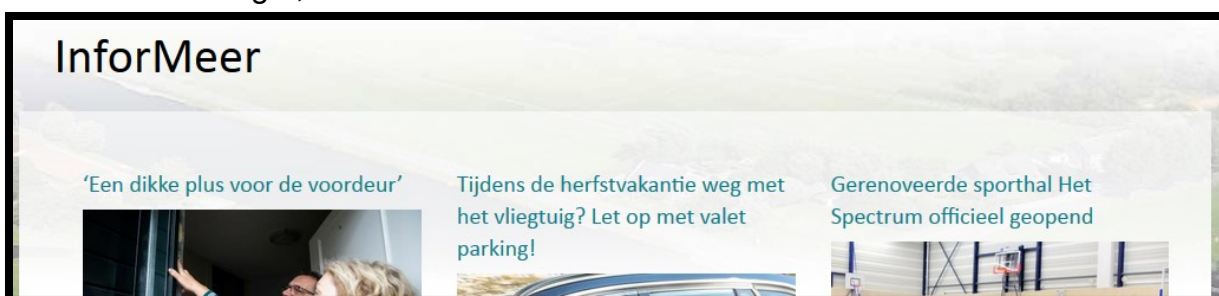 InforMeer
'Een dikke plus voor de voordeur'
Tijdens de herfstvakantie weg met
het vliegtuig? Let op met valet
parking!
Gerenoveerde sporthal Het
Spectrum officieel geopend